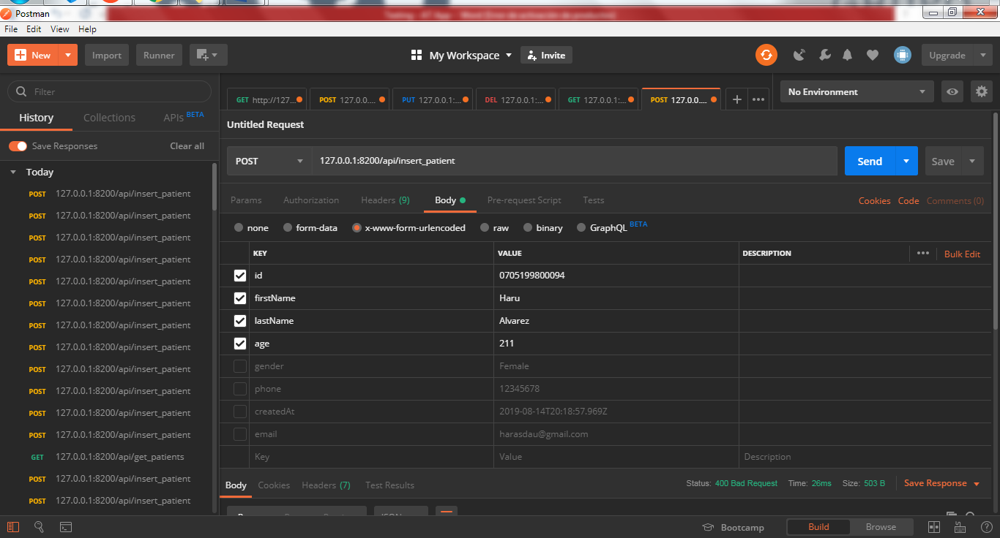 Postman
File Edit View Help
New Import Runner My Workspace Invite Upgrade
Filter
History Collections APIs BETA
Save Responses Clear all
Today
POST 127.0.0.1:8200/api/insert_patient
POST 127.0.0.1:8200/api/insert_patient
POST 127.0.0.1:8200/api/insert_patient
POST 127.0.0.1:8200/api/insert_patient
POST 127.0.0.1:8200/api/insert_patient
POST 127.0.0.1:8200/api/insert_patient
POST 127.0.0.1:8200/api/insert_patient
POST 127.0.0.1:8200/api/insert_patient
POST 127.0.0.1:8200/api/insert_patient
POST 127.0.0.1:8200/api/insert_patient
POST 127.0.0.1:8200/api/insert_patient
POST 127.0.0.1:8200/api/insert_patient
GET 127.0.0.1:8200/api/get_patients
POST 127.0.0.1:8200/api/insert_patient
POST 127.0.0.1:8200/api/insert_patient
GET http://127... POST 127.0.0.... PUT 127.0.0.1:... DEL 127.0.0.1:... GET 127.0.0.1:... POST 127.0.0.... No Environment
Untitled Request
POST 127.0.0.1:8200/api/insert_patient Send Save
Params Authorization Headers (9) Body Pre-request Script Tests Cookies Code Comments (0)
none form-data x-www-form-urlencoded raw binary GraphQL BETA
KEY VALUE DESCRIPTION Bulk Edit
id 0705199800094
firstName Haru
lastName Alvarez
age 211
gender Female
phone 12345678
createdAt 2019-08-14T20:18:57.969Z
email harasdau@gmail.com
Key Value Description
Body Cookies Headers (7) Test Results Status: 400 Bad Request Time: 26ms Size: 503 B Save Response
Bootcamp Build Browse